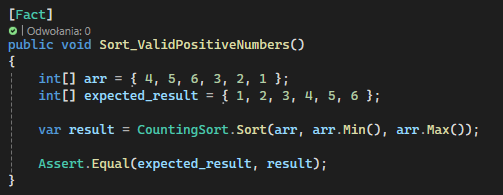 [Fact]
| Odwołania: 0
public void Sort_ValidPositiveNumbers()
{
    int[] arr = { 4, 5, 6, 3, 2, 1 };
    int[] expected_result = { 1, 2, 3, 4, 5, 6 };
    var result = CountingSort.Sort(arr, arr.Min(), arr.Max());
    Assert.Equal(expected_result, result);
}